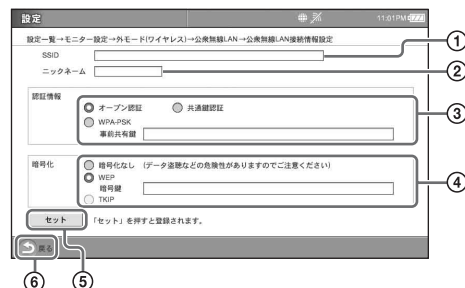 設定
11:01PM
設定一覧→モニター設定→外モード(ワイヤレス)→公衆無線LAN→公衆無線LAN接続情報設定
SSID
①
ニックネーム
②
認証情報
オープン認証 共通鍵認証
WPA-PSK
事前共有鍵
③
暗号化
暗号化なし (データ盗聴などの危険性がありますのでご注意ください)
WEP
暗号鍵
TKIP
④
セット 「セット」を押すと登録されます。
戻る
⑥ ⑤